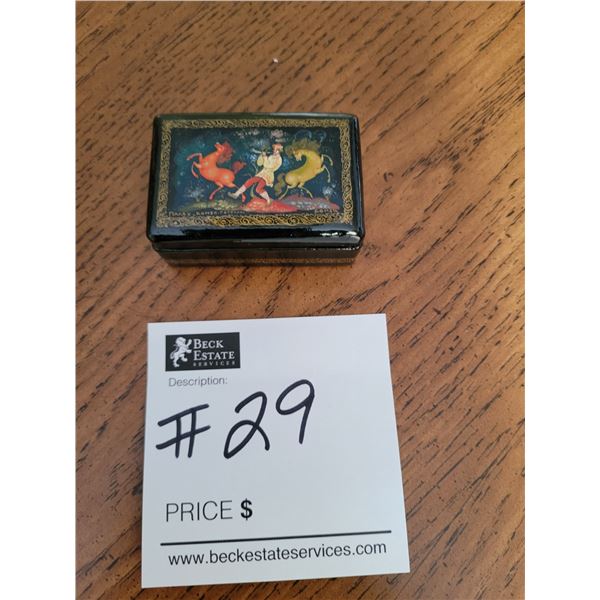 BECK
ESTATE
SERVICES
Description:
#29
PRICE $
www.beckestateservices.com